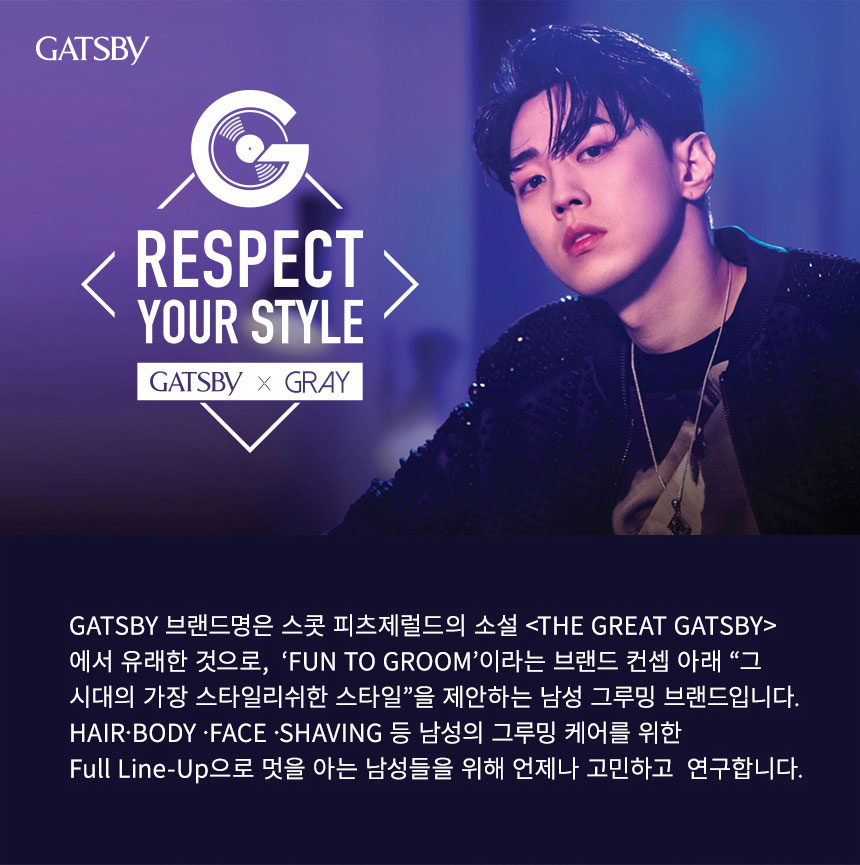 GATSBY
G
RESPECT
YOUR STYLE
GATSBY × GRAY
GATSBY 브랜드명은 스콧 피츠제럴드의 소설 <THE GREAT GATSBY>
에서 유래한 것으로, ‘FUN TO GROOM’이라는 브랜드 컨셉 아래 “그
시대의 가장 스타일리쉬한 스타일”을 제안하는 남성 그루밍 브랜드입니다.
HAIR·BODY ·FACE ·SHAVING 등 남성의 그루밍 케어를 위한
Full Line-Up으로 멋을 아는 남성들을 위해 언제나 고민하고 연구합니다.